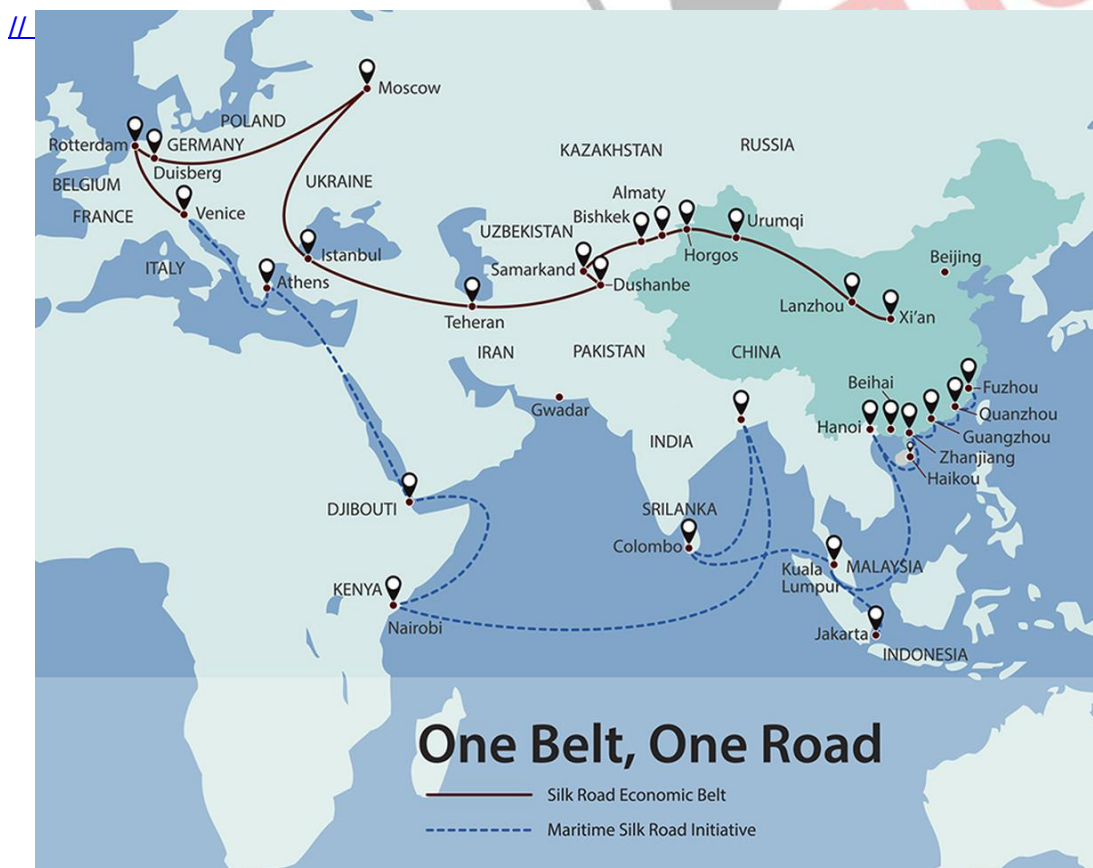 //
Moscow
POLAND
Rotterdam
GERMANY
Duisberg
BELGIUM
FRANCE
UKRAINE
Venice
KAZAKHSTAN
RUSSIA
Almaty
Bishkek
Urumqi
UZBEKISTAN
Horgos
Samarkand
Dushanbe
Beijing
Istanbul
ITALY
Athens
Teheran
Lanzhou
Xi'an
IRAN
PAKISTAN
CHINA
Beihai
Fuzhou
Gwadar
Quanzhou
Hanoi
INDIA
Guangzhou
Zhanjiang
Haikou
DJIBOUTI
SRILANKA
Colombo
Kuala
Lumpur
MALAYSIA
KENYA
Nairobi
Jakarta
INDONESIA
One Belt, One Road
Silk Road Economic Belt
Maritime Silk Road Initiative